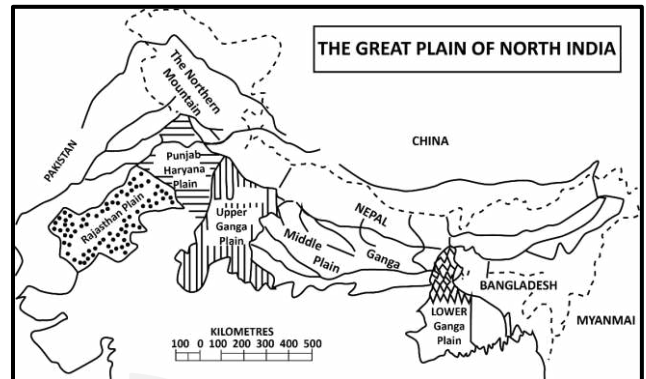 THE GREAT PLAIN OF NORTH INDIA
The Northern
Mountain
CHINA
PAKISTAN
Punjab
Haryana
Plain
Rajasthan Plain
Upper
Ganga
Plain
NEPAL
Middle
Plain
Ganga
BANGLADESH
MYANMAI
LOWER
Ganga
Plain
KILOMETRES
100 0 100 200 300 400 500